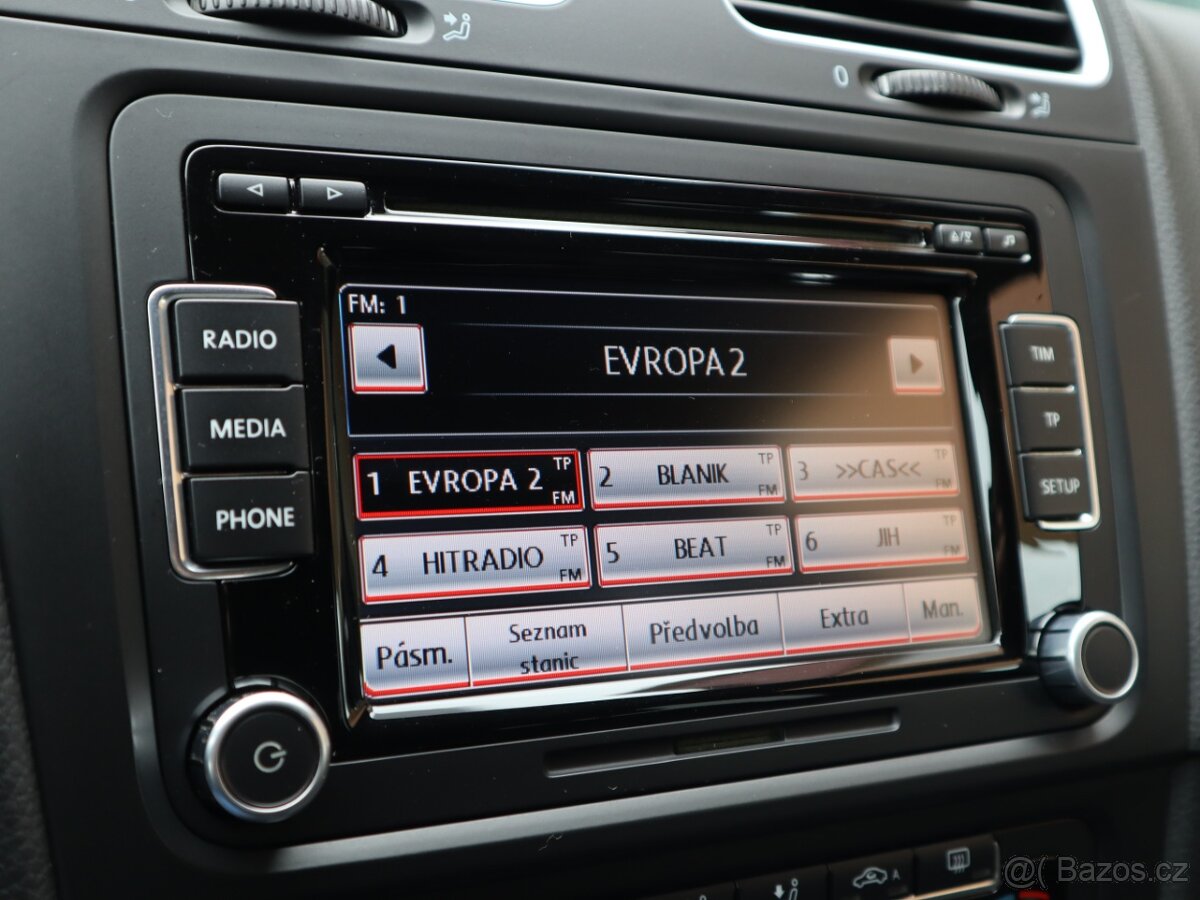 0
FM: 1
EVROPA 2
RADIO
MEDIA
PHONE
TIM
TP
SETUP
1 EVROPA 2 TP FM
2 BLANIK TP FM
3 >>CAS<< TP FM
4 HITRADIO TP FM
5 BEAT TP FM
6 JIH TP FM
Pásm.
Seznam
stanic
Předvolba
Extra
Man.
A
@( Bazos.cz